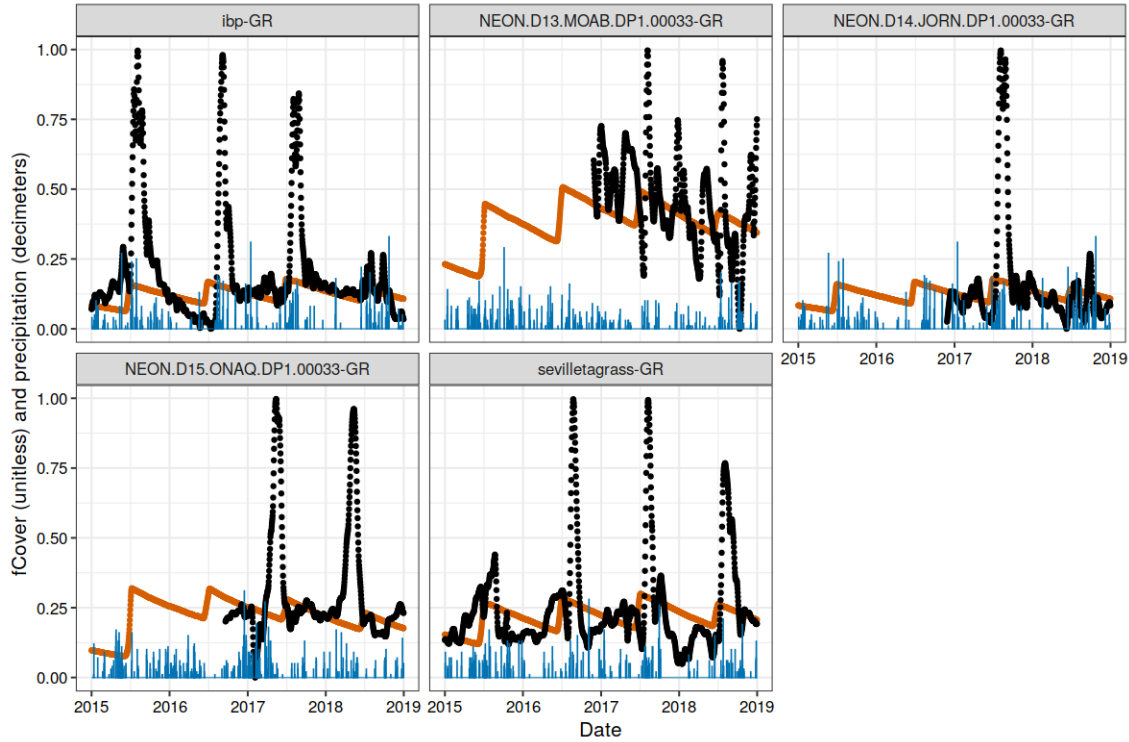 ibp-GR
NEON.D13.MOAB.DP1.00033-GR
NEON.D14.JORN.DP1.00033-GR
1.00
0.75
0.50
0.25
0.00
2015 2016 2017 2018 2019
NEON.D15.ONAQ.DP1.00033-GR
sevilletagrass-GR
1.00
0.75
0.50
0.25
0.00
2015 2016 2017 2018 2019
2015 2016 2017 2018 2019
Date
fCover (unitless) and precipitation (decimeters)